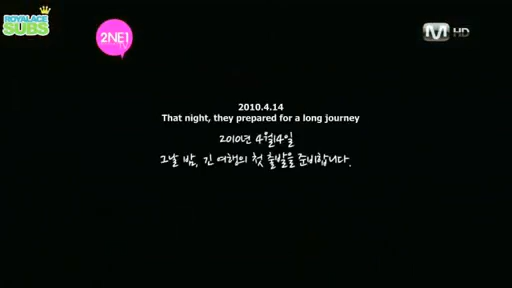 ROYALACE
SUBS
2NE1
TV
M HD
2010.4.14
That night, they prepared for a long journey
2010년 4월14일
그날 밤, 긴 여행의 첫 출발을 준비합니다.